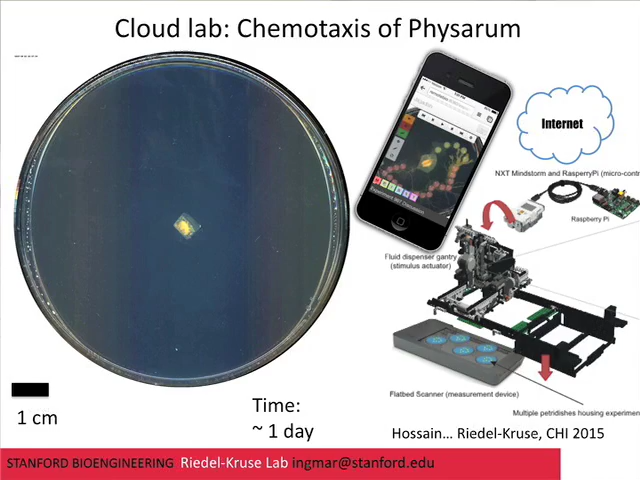 Cloud lab: Chemotaxis of Physarum
Internet
NXT Mindstorm and RasperryPi (micro-contr
Raspberry Pi
Fluid dispenser gantry
(stimulus actuator)
Flatbed Scanner (measurement device)
Multiple petridishes housing experimen
1 cm
Time:
~ 1 day
Hossain... Riedel-Kruse, CHI 2015
STANFORD BIOENGINEERING Riedel-Kruse Lab ingmar@stanford.edu